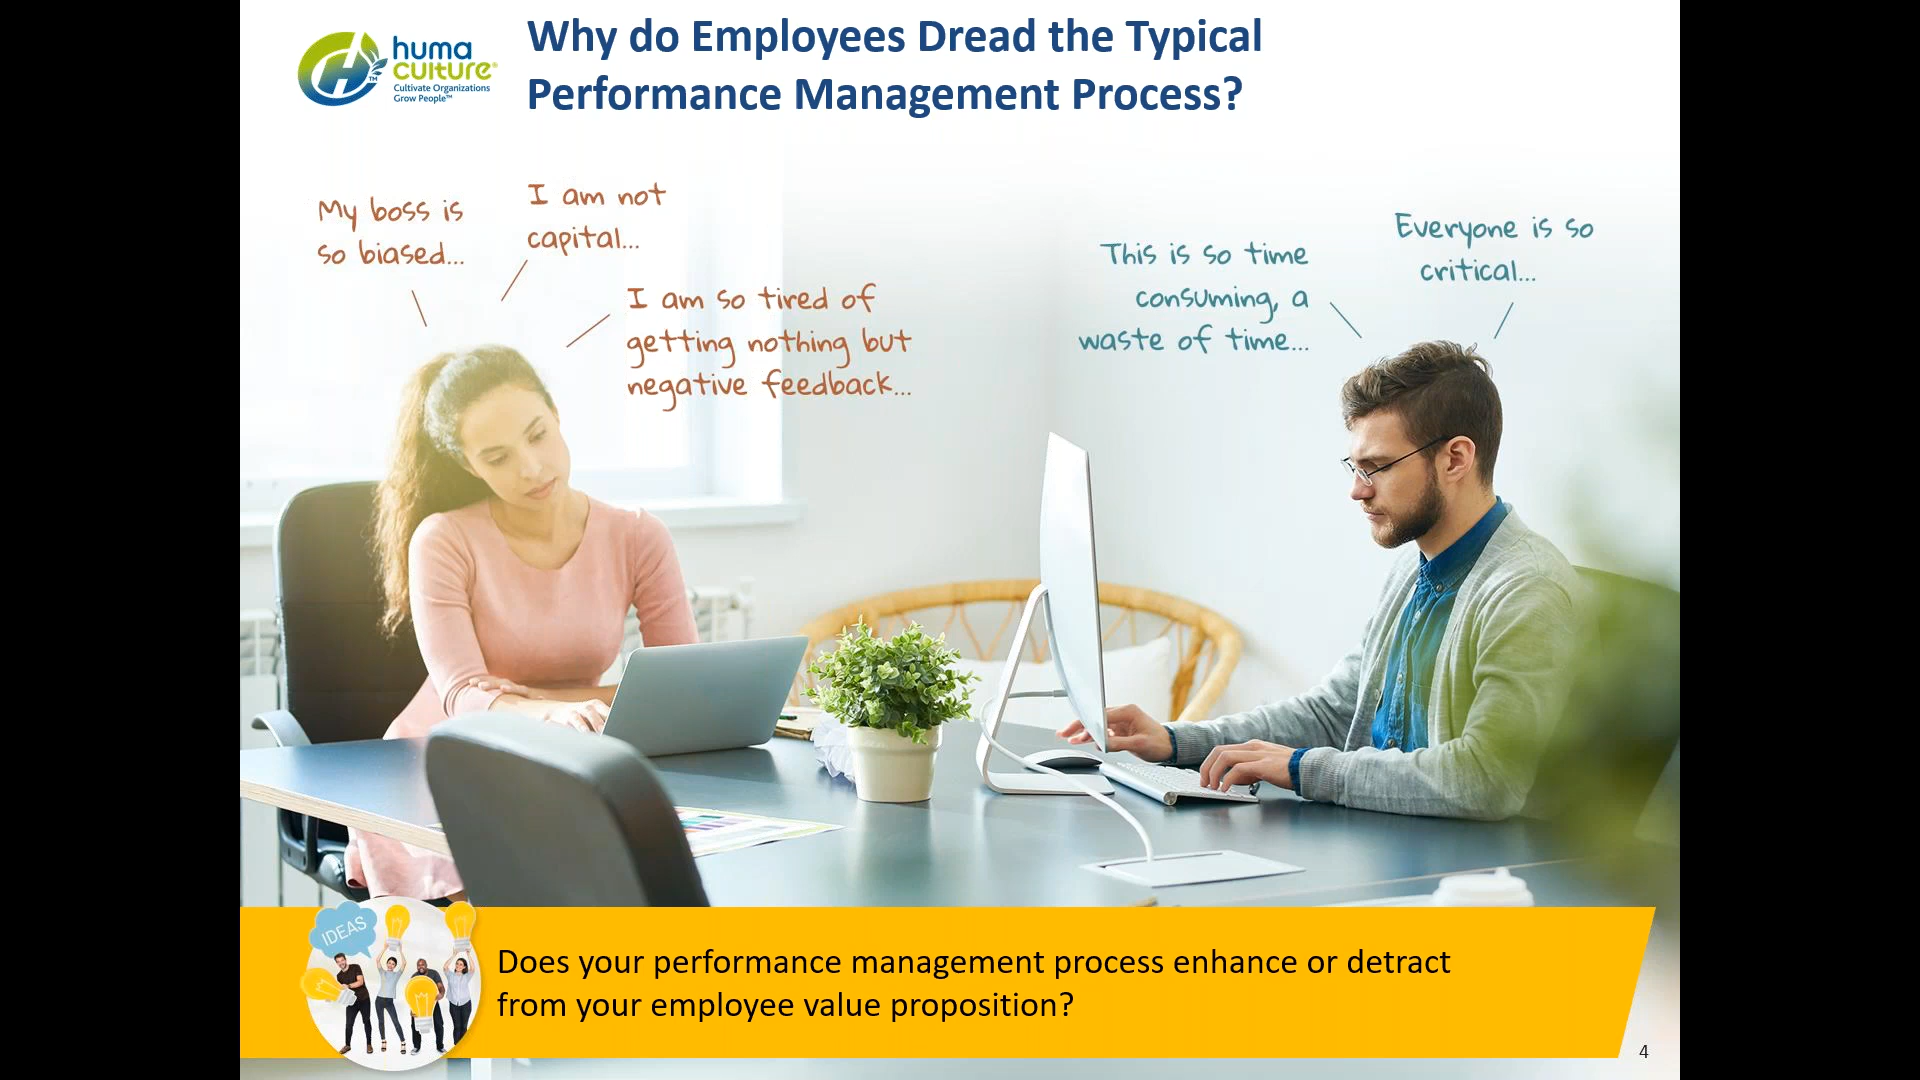 huma
culture®
Cultivate Organizations
Grow People™
Why do Employees Dread the Typical
Performance Management Process?
My boss is
so biased...
I am not
capital...
I am so tired of
getting nothing but
negative feedback...
This is so time
consuming, a
waste of time...
Everyone is so
critical...
IDEAS
Does your performance management process enhance or detract
from your employee value proposition?
4